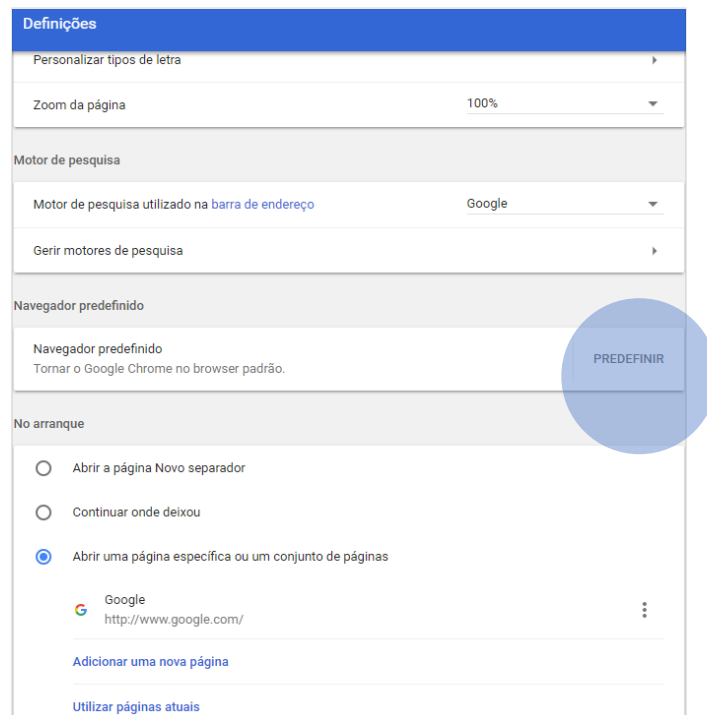 Definições
Personalizar tipos de letra
Zoom da página 100%
Motor de pesquisa
Motor de pesquisa utilizado na barra de endereço Google
Gerir motores de pesquisa
Navegador predefinido
Navegador predefinido
Tornar o Google Chrome no browser padrão.
PREDEFINIR
No arranque
Abrir a página Novo separador
Continuar onde deixou
Abrir uma página específica ou um conjunto de páginas
Google
http://www.google.com/
Adicionar uma nova página
Utilizar páginas atuais